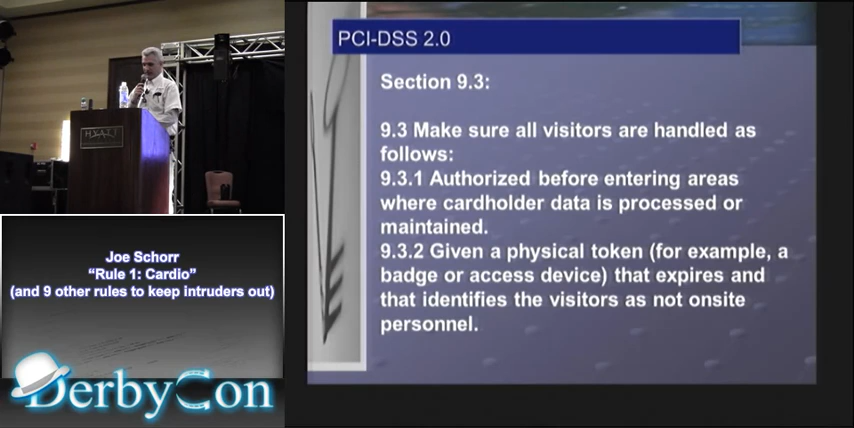 HYATT
Joe Schorr
“Rule 1: Cardio”
(and 9 other rules to keep intruders out)
DerbyCon
PCI-DSS 2.0
Section 9.3:
9.3 Make sure all visitors are handled as
follows:
9.3.1 Authorized before entering areas
where cardholder data is processed or
maintained.
9.3.2 Given a physical token (for example, a
badge or access device) that expires and
that identifies the visitors as not onsite
personnel.